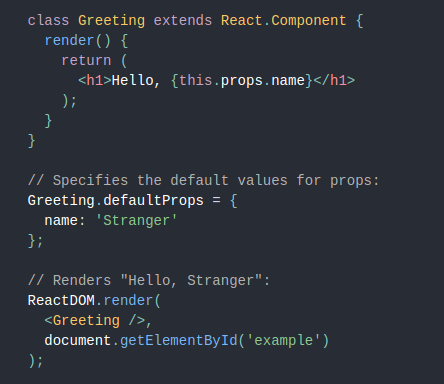 class Greeting extends React.Component {
  render() {
    return (
      <h1>Hello, {this.props.name}</h1>
    );
  }
}

// Specifies the default values for props:
Greeting.defaultProps = {
  name: 'Stranger'
};

// Renders "Hello, Stranger":
ReactDOM.render(
  <Greeting />,
  document.getElementById('example')
);